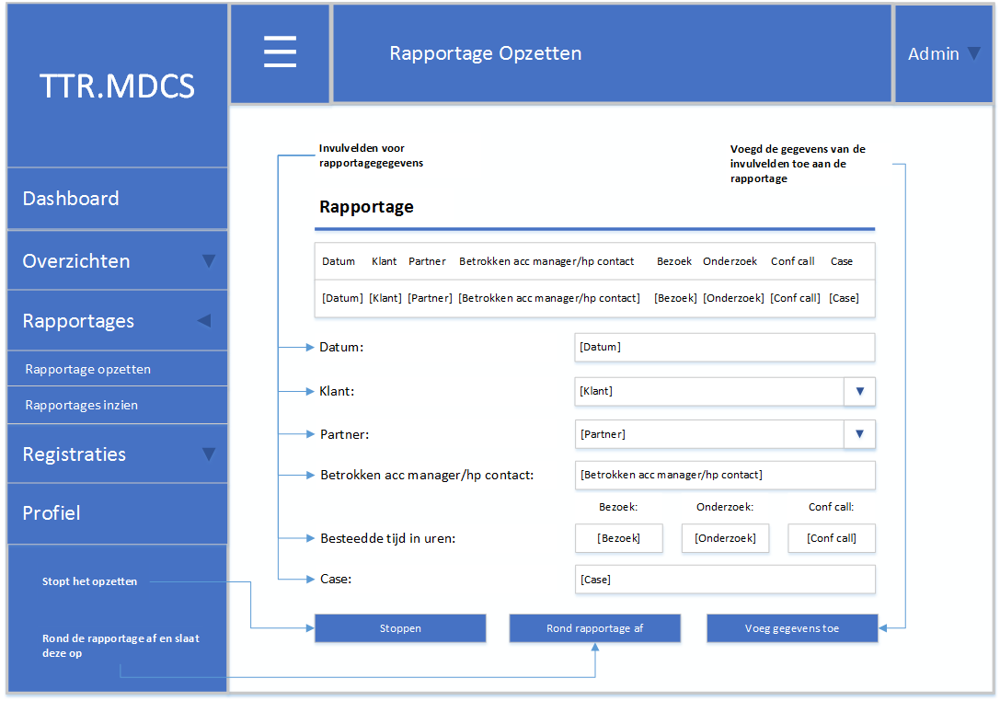 TTR.MDCS
Rapportage Opzetten
Admin
Dashboard
Overzichten
Rapportages
Rapportage opzetten
Rapportages inzien
Registraties
Profiel
Stopt het opzetten
Rond de rapportage af en slaat
deze op
Invulvelden voor
rapportagegegevens
Voegd de gegevens van de
invulvelden toe aan de
rapportage
Rapportage
Datum Klant Partner Betrokken acc manager/hp contact Bezoek Onderzoek Conf call Case
[Datum] [Klant] [Partner] [Betrokken acc manager/hp contact] [Bezoek] [Onderzoek] [Conf call] [Case]
Datum: [Datum]
Klant: [Klant]
Partner: [Partner]
Betrokken acc manager/hp contact: [Betrokken acc manager/hp contact]
Bezoek: Onderzoek: Conf call:
Besteedde tijd in uren: [Bezoek] [Onderzoek] [Conf call]
Case: [Case]
Stoppen Rond rapportage af Voeg gegevens toe